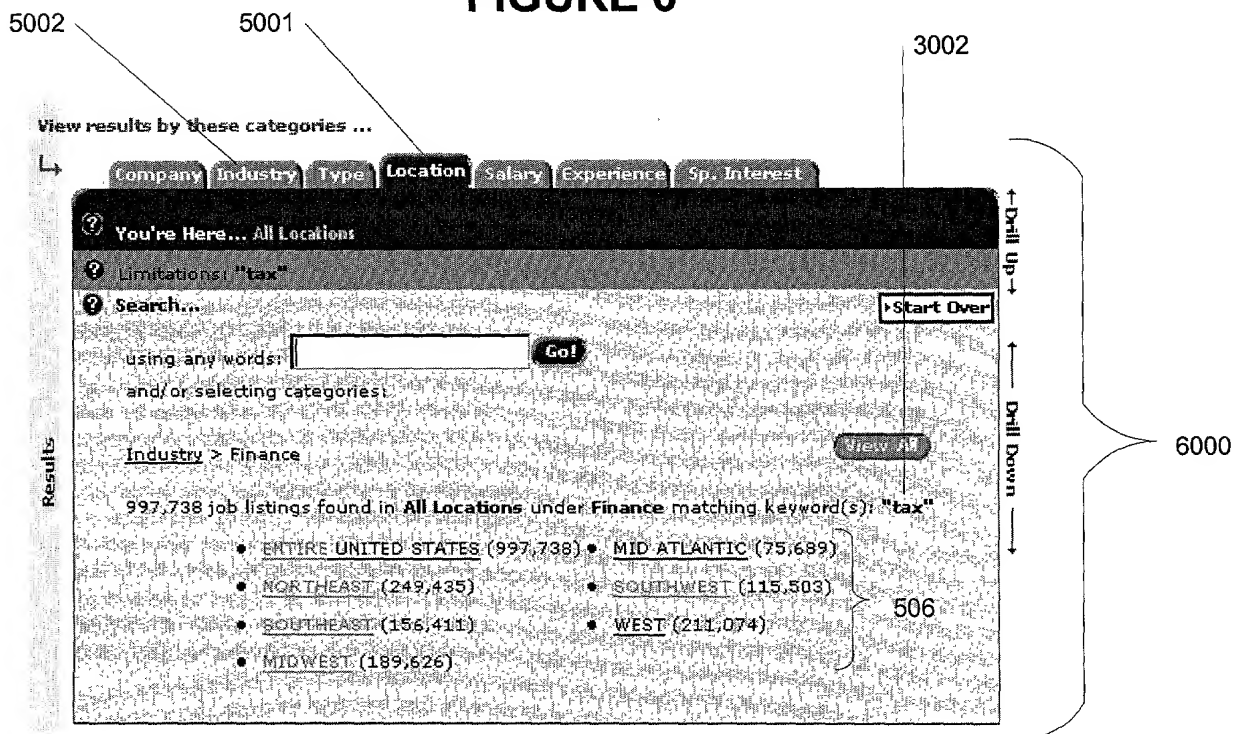 FIGURE 6
5002 5001
3002
View results by these categories ...
Company Industry Type Location Salary Experience Sp. Interest
You're Here... All Locations
Drill Up
Limitations: "tax"
Search...
Start Over
using any words: Go!
and/or selecting categories:
Drill Down
6000
View All
Industry > Finance
Results
997,738 job listings found in All Locations under Finance matching keyword(s): "tax"
• ENTIRE UNITED STATES (997,738) • MID ATLANTIC (75,689)
• NORTHEAST (249,435) • SOUTHWEST (115,503)
506
• SOUTHEAST (156,411) • WEST (211,074)
• MIDWEST (189,626)